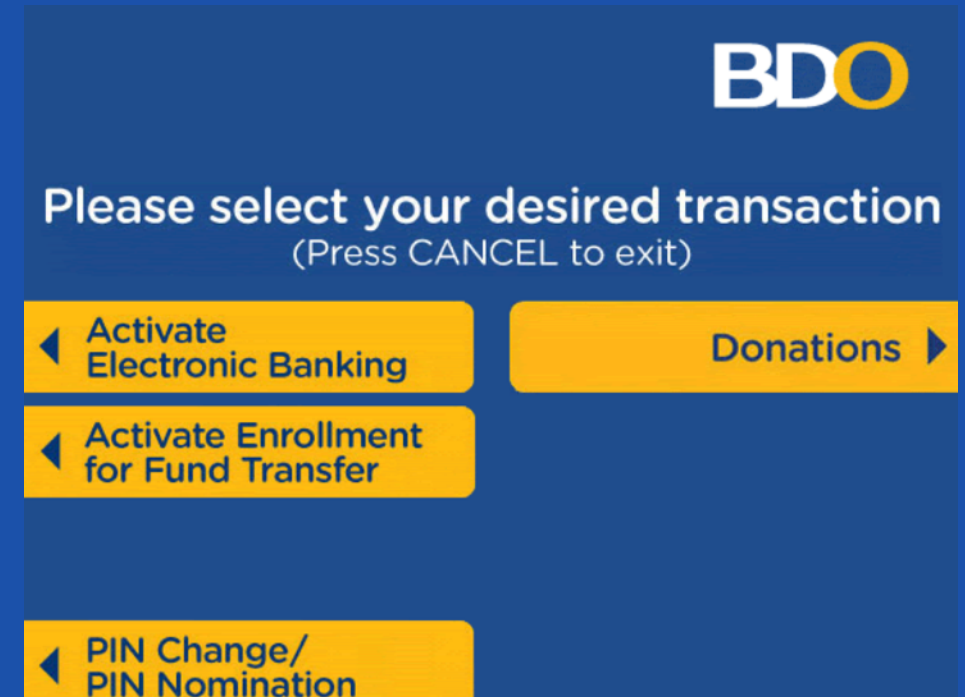 BDO
Please select your desired transaction
(Press CANCEL to exit)
Activate
Electronic Banking
Donations
Activate Enrollment
for Fund Transfer
PIN Change/
PIN Nomination